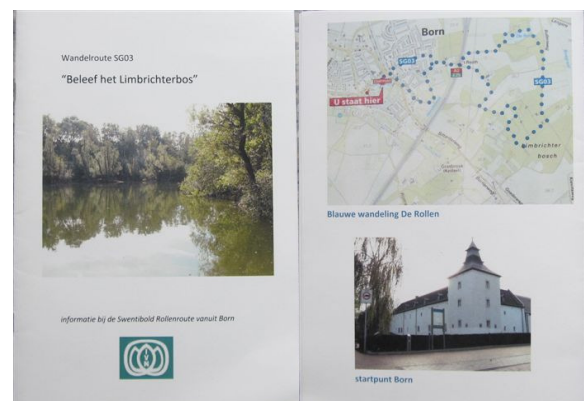 Wandelroute SG03
"Beleef het Limbrichterbos"
informatie bij de Swentibold Rollenroute vanuit Born
Born
SG03
U staat hier
SG03
Limbrichter
bosch
Blauwe wandeling De Rollen
startpunt Born